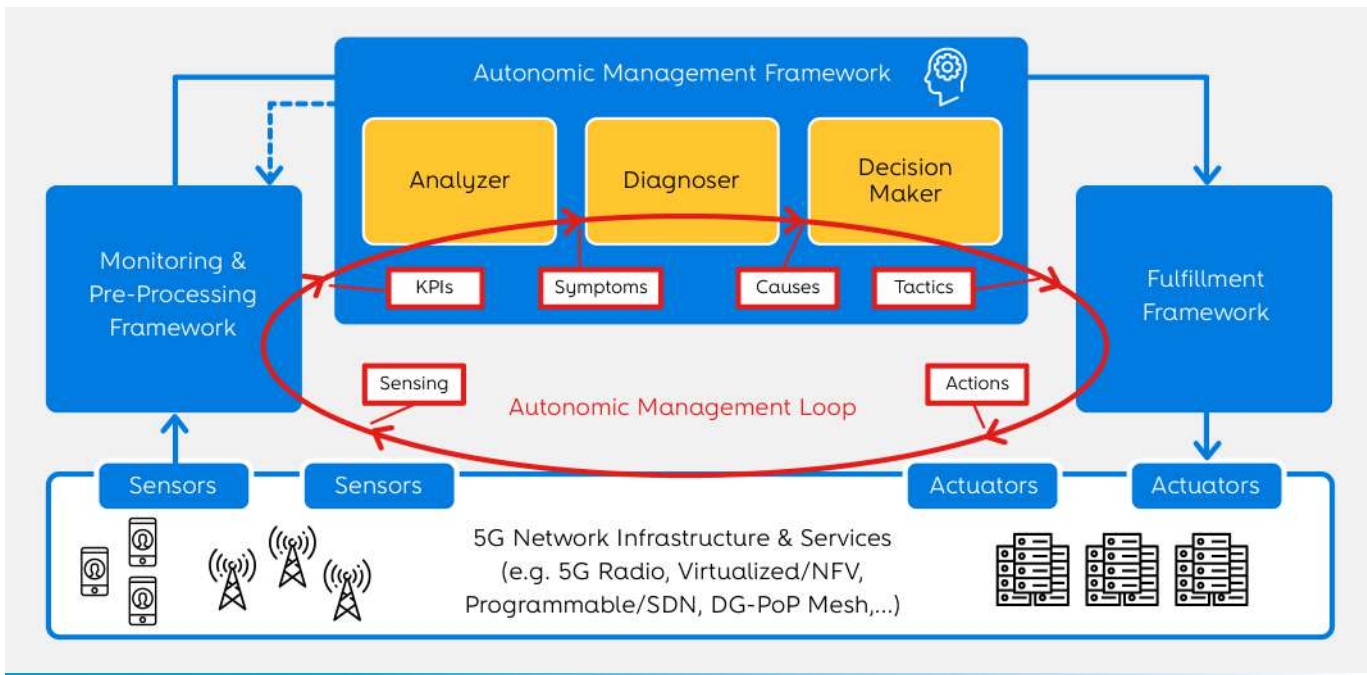 Autonomic Management Framework
Analyzer
Diagnoser
Decision
Maker
Monitoring &
Pre-Processing
Framework
KPIs
Symptoms
Causes
Tactics
Fulfillment
Framework
Sensing
Actions
Autonomic Management Loop
Sensors
Sensors
Actuators
Actuators
5G Network Infrastructure & Services
(e.g. 5G Radio, Virtualized/NFV,
Programmable/SDN, DG-PoP Mesh,...)